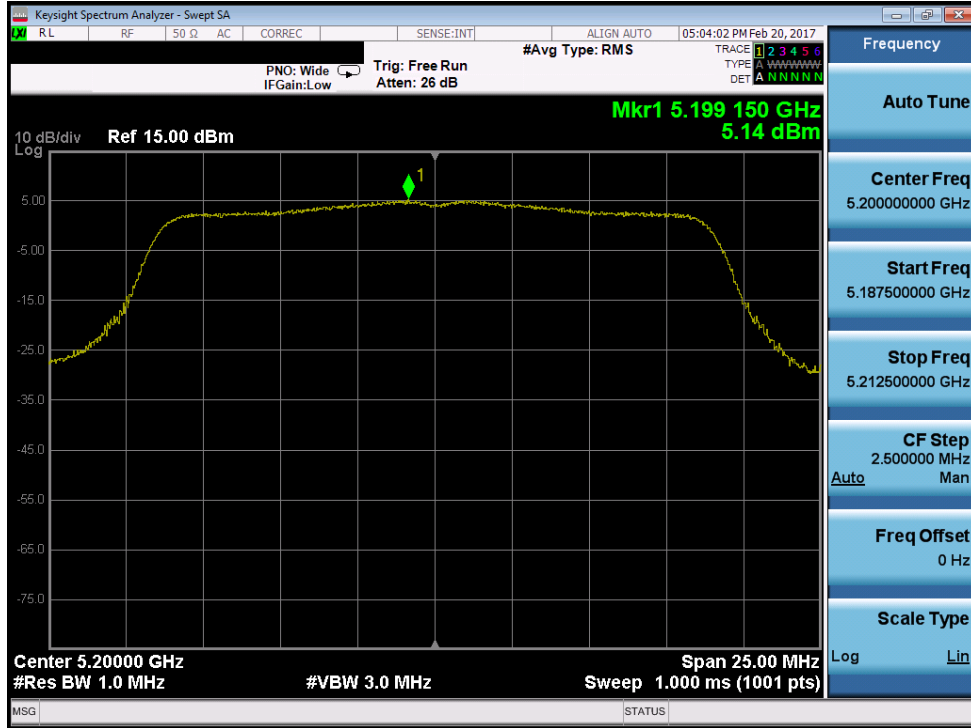 Keysight Spectrum Analyzer - Swept SA
LXI RL RF 50 Ω AC CORREC SENSE:INT ALIGN AUTO 05:04:02 PM Feb 20, 2017
#Avg Type: RMS
TRACE 1 2 3 4 5 6
TYPE A WWWWW
DET A N N N N N
PNO: Wide
IFGain:Low
Trig: Free Run
Atten: 26 dB
Mkr1 5.199 150 GHz
5.14 dBm
10 dB/div
Log
Ref 15.00 dBm
1
5.00
-5.00
-15.0
-25.0
-35.0
-45.0
-55.0
-65.0
-75.0
Center 5.20000 GHz
Span 25.00 MHz
#Res BW 1.0 MHz
#VBW 3.0 MHz
Sweep 1.000 ms (1001 pts)
MSG
STATUS
Frequency
Auto Tune
Center Freq
5.200000000 GHz
Start Freq
5.187500000 GHz
Stop Freq
5.212500000 GHz
CF Step
2.500000 MHz
Auto Man
Freq Offset
0 Hz
Scale Type
Log Lin